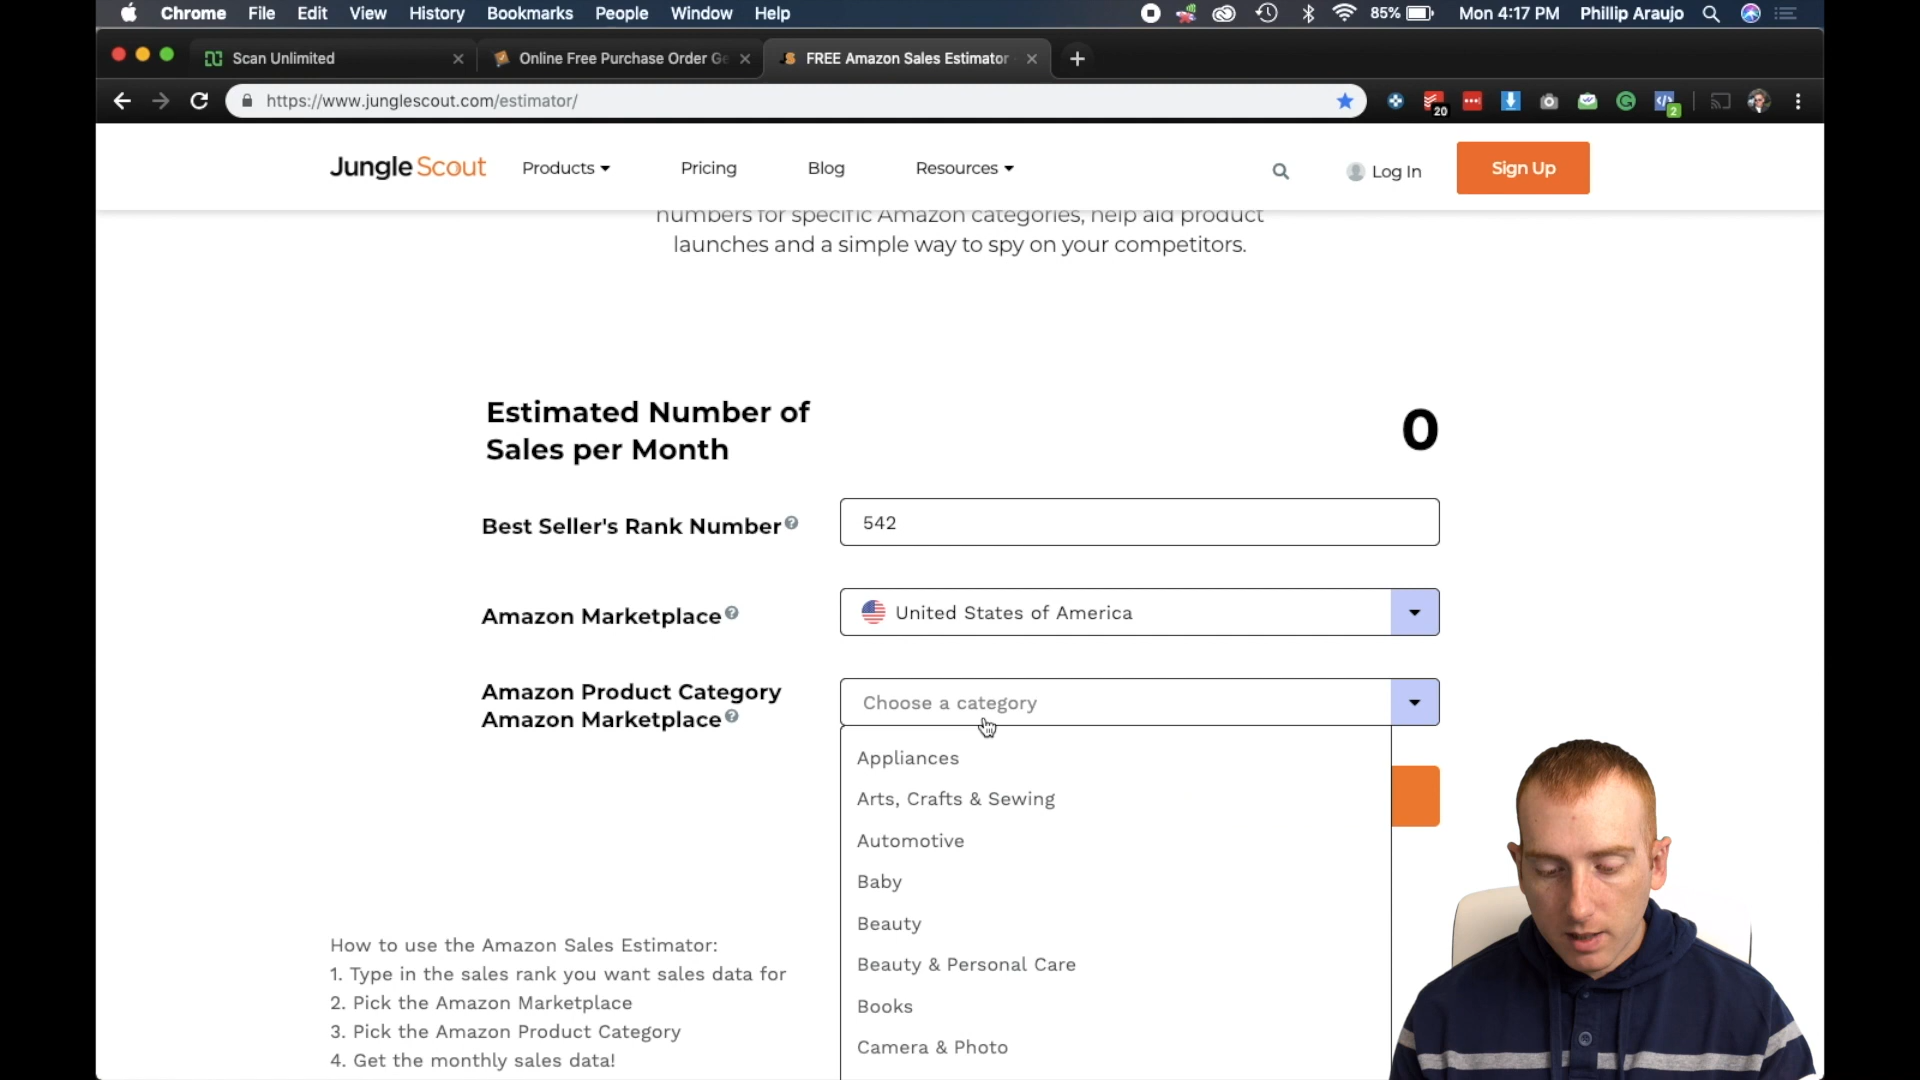 Chrome File Edit View History Bookmarks People Window Help 85% Mon 4:17 PM Phillip Araujo
Scan Unlimited Online Free Purchase Order Ge FREE Amazon Sales Estimator
https://www.junglescout.com/estimator/ 20 2
Jungle Scout Products Pricing Blog Resources Log In Sign Up
numbers for specific Amazon categories, help aid product
launches and a simple way to spy on your competitors.
Estimated Number of
Sales per Month
0
Best Seller's Rank Number ? 542
Amazon Marketplace ? United States of America
Amazon Product Category
Amazon Marketplace ?
Choose a category
Appliances
Arts, Crafts & Sewing
Automotive
Baby
Beauty
Beauty & Personal Care
Books
Camera & Photo
How to use the Amazon Sales Estimator:
1. Type in the sales rank you want sales data for
2. Pick the Amazon Marketplace
3. Pick the Amazon Product Category
4. Get the monthly sales data!